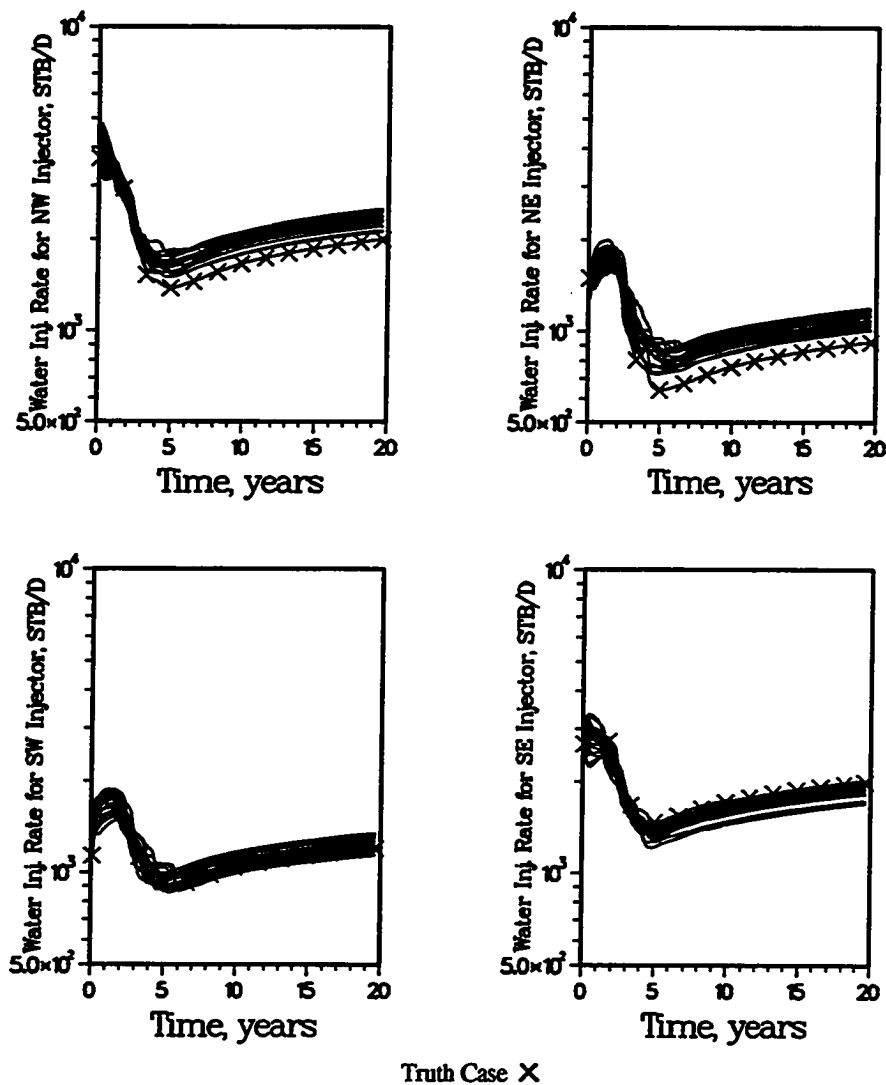 10⁴
10³
5.0×10²
Water Inj. Rate for NW Injector, STB/D
0 5 10 15 20
Time, years
10⁴
10³
5.0×10²
Water Inj. Rate for NE Injector, STB/D
0 5 10 15 20
Time, years
10⁴
10³
5.0×10²
Water Inj. Rate for SW Injector, STB/D
0 5 10 15 20
Time, years
10⁴
10³
5.0×10²
Water Inj. Rate for SE Injector, STB/D
0 5 10 15 20
Time, years
Truth Case ×